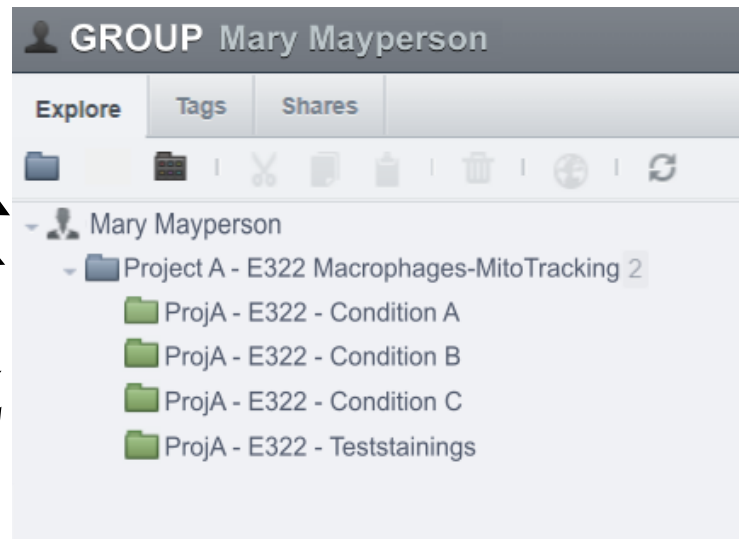 GROUP Mary Mayperson
Explore Tags Shares
Mary Mayperson
Project A - E322 Macrophages-MitoTracking 2
ProjA - E322 - Condition A
ProjA - E322 - Condition B
ProjA - E322 - Condition C
ProjA - E322 - Teststainings